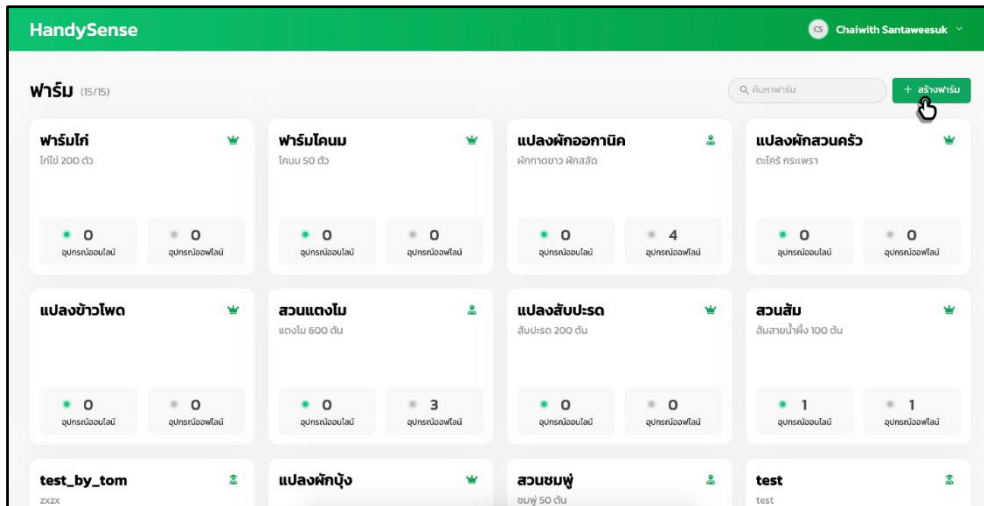 HandySense
CS Chaiwith Santaweesuk
ฟาร์ม (15/15)
ค้นหาฟาร์ม
+ สร้างฟาร์ม
ฟาร์มไก่
ไก่ไข่ 200 ตัว
0 0
อุปกรณ์ออนไลน์ อุปกรณ์ออฟไลน์
ฟาร์มโคนม
โคนม 50 ตัว
0 0
อุปกรณ์ออนไลน์ อุปกรณ์ออฟไลน์
แปลงผักออกานิค
ผักกาดขาว ผักสลัด
0 4
อุปกรณ์ออนไลน์ อุปกรณ์ออฟไลน์
แปลงผักสวนครัว
ตะไคร้ กระเพรา
0 0
อุปกรณ์ออนไลน์ อุปกรณ์ออฟไลน์
แปลงข้าวโพด
0 0
อุปกรณ์ออนไลน์ อุปกรณ์ออฟไลน์
สวนแตงโม
แตงโม 600 ต้น
0 3
อุปกรณ์ออนไลน์ อุปกรณ์ออฟไลน์
แปลงสับปะรด
สับปะรด 200 ต้น
0 0
อุปกรณ์ออนไลน์ อุปกรณ์ออฟไลน์
สวนส้ม
ส้มสายน้ำผึ้ง 100 ต้น
1 1
อุปกรณ์ออนไลน์ อุปกรณ์ออฟไลน์
test_by_tom
zxzx
แปลงผักบุ้ง
สวนชมพู่
ชมพู่ 50 ต้น
test
test